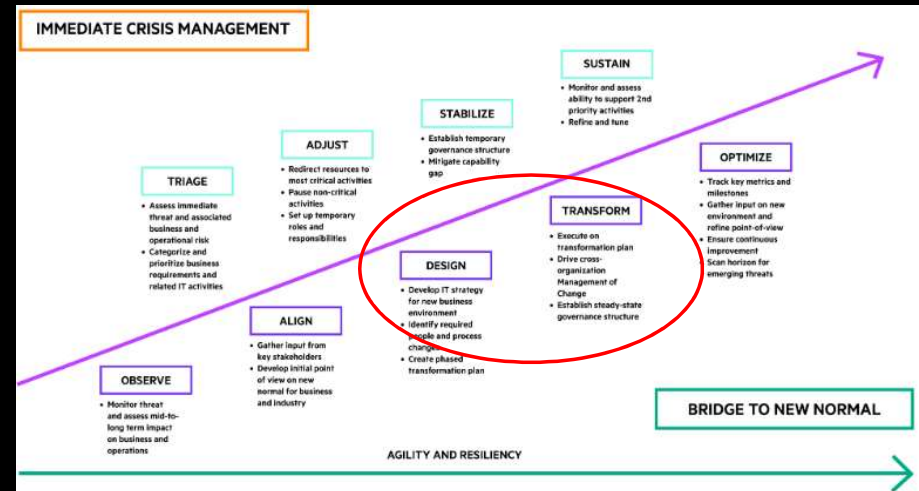 IMMEDIATE CRISIS MANAGEMENT
SUSTAIN
• Monitor and assess
ability to support 2nd
priority activities
• Refine and tune
STABILIZE
• Establish temporary
governance structure
• Mitigate capability
gap
ADJUST
• Redirect resources to
most critical activities
• Pause non-critical
activities
• Set up temporary
roles and
responsibilities
TRIAGE
• Assess immediate
threat and associated
business and
operational risk
• Categorize and
prioritize business
requirements and
related IT activities
OPTIMIZE
• Track key metrics and
milestones
• Gather input on new
environment and
refine point-of-view
• Ensure continuous
improvement
• Scan horizon for
emerging threats
TRANSFORM
• Execute on
transformation plan
• Drive cross-
organization
Management of
Change
• Establish steady-state
governance structure
DESIGN
• Develop IT strategy
for new business
environment
• Identify required
people and process
changes
• Create phased
transformation plan
ALIGN
• Gather input from
key stakeholders
• Develop initial point
of view on new
normal for business
and industry
OBSERVE
• Monitor threat
and assess mid-to-
long term impact
on business and
operations
BRIDGE TO NEW NORMAL
AGILITY AND RESILIENCY